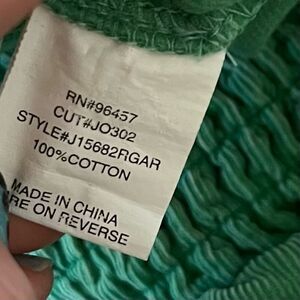 RN#96457
CUT#JO302
STYLE#J15682RGAR
100%COTTON
MADE IN CHINA
RE ON REVERSE